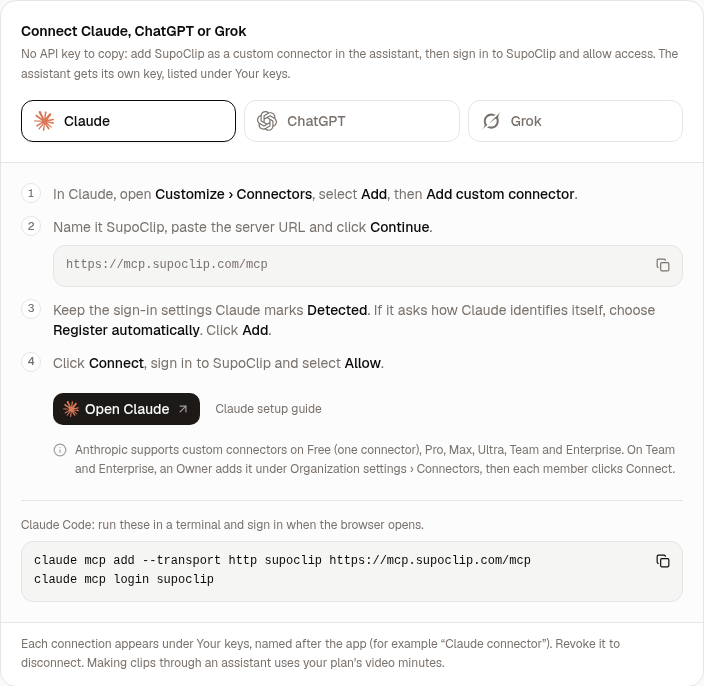 Connect Claude, ChatGPT or Grok
No API key to copy: add SupoClip as a custom connector in the assistant, then sign in to SupoClip and allow access. The
assistant gets its own key, listed under Your keys.
Claude
ChatGPT
Grok
1 In Claude, open Customize › Connectors, select Add, then Add custom connector.
2 Name it SupoClip, paste the server URL and click Continue.
https://mcp.supoclip.com/mcp
3 Keep the sign-in settings Claude marks Detected. If it asks how Claude identifies itself, choose
Register automatically. Click Add.
4 Click Connect, sign in to SupoClip and select Allow.
Open Claude
Claude setup guide
Anthropic supports custom connectors on Free (one connector), Pro, Max, Ultra, Team and Enterprise. On Team
and Enterprise, an Owner adds it under Organization settings › Connectors, then each member clicks Connect.
Claude Code: run these in a terminal and sign in when the browser opens.
claude mcp add --transport http supoclip https://mcp.supoclip.com/mcp
claude mcp login supoclip
Each connection appears under Your keys, named after the app (for example “Claude connector”). Revoke it to
disconnect. Making clips through an assistant uses your plan's video minutes.